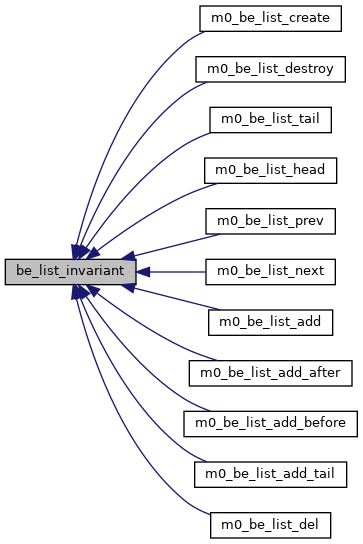 m0_be_list_create
m0_be_list_destroy
m0_be_list_tail
m0_be_list_head
m0_be_list_prev
be_list_invariant
m0_be_list_next
m0_be_list_add
m0_be_list_add_after
m0_be_list_add_before
m0_be_list_add_tail
m0_be_list_del